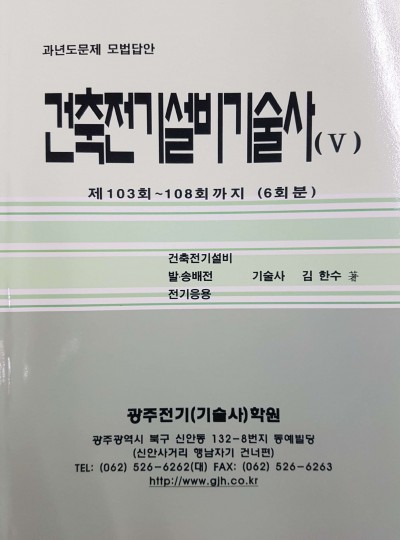 과년도문제 모법답안
건축전기설비기술사(Ⅴ)
제103회~108회까지 (6회분)
건축전기설비
발·송배전 기술사 김 한수 著
전기응용
광주전기(기술사)학원
광주광역시 북구 신안동 132-8번지 동예빌딩
(신안사거리 행남자기 건너편)
TEL: (062) 526-6262(대) FAX: (062) 526-6263
http://www.gjh.co.kr